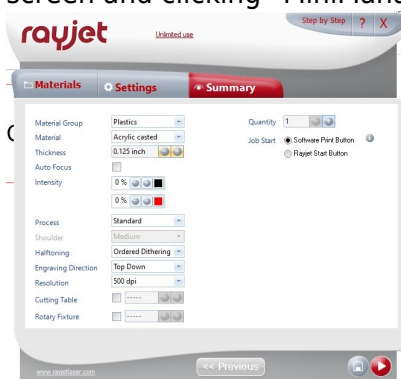 screen and clicking "MiniMana
rayjet
Unlimited use
Step by Step ? X
Materials
Settings
Summary
Material Group Plastics
Quantity 1
Material Acrylic casted
Job Start Software Print Button
Thickness 0.125 inch
Rayjet Start Button
Auto Focus
Intensity 0 %
0 %
Process Standard
Shoulder Medium
Halftoning Ordered Dithering
Engraving Direction Top Down
Resolution 500 dpi
Cutting Table -----
Rotary Fixture -----
www.rayjetlaser.com
<< Previous